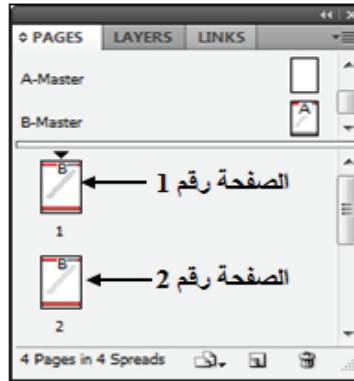 PAGES LAYERS LINKS
A-Master
B-Master
A
B
الصفحة رقم 1
1
B
الصفحة رقم 2
2
4 Pages in 4 Spreads